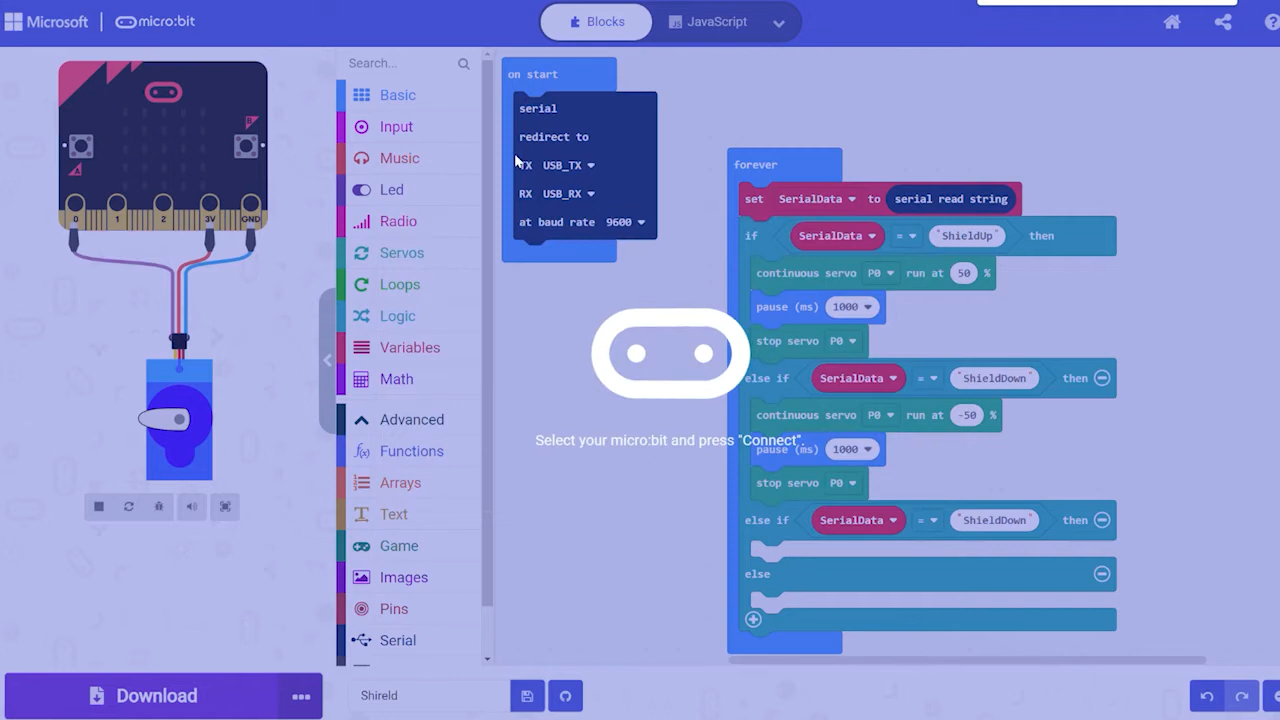 Microsoft | micro:bit
Blocks
JavaScript
?
B
A
0 1 2 3V GND
Search...
Basic
Input
Music
Led
Radio
Servos
Loops
Logic
Variables
Math
Advanced
Functions
Arrays
Text
Game
Images
Pins
Serial
on start
serial
redirect to
TX USB_TX
RX USB_RX
at baud rate 9600
forever
set SerialData to serial read string
if SerialData = "ShieldUp" then
continuous servo P0 run at 50 %
pause (ms) 1000
stop servo P0
else if SerialData = "ShieldDown" then
continuous servo P0 run at -50 %
Select your micro:bit and press "Connect".
pause (ms) 1000
stop servo P0
else if SerialData = "ShieldDown" then
else
Download
Shield